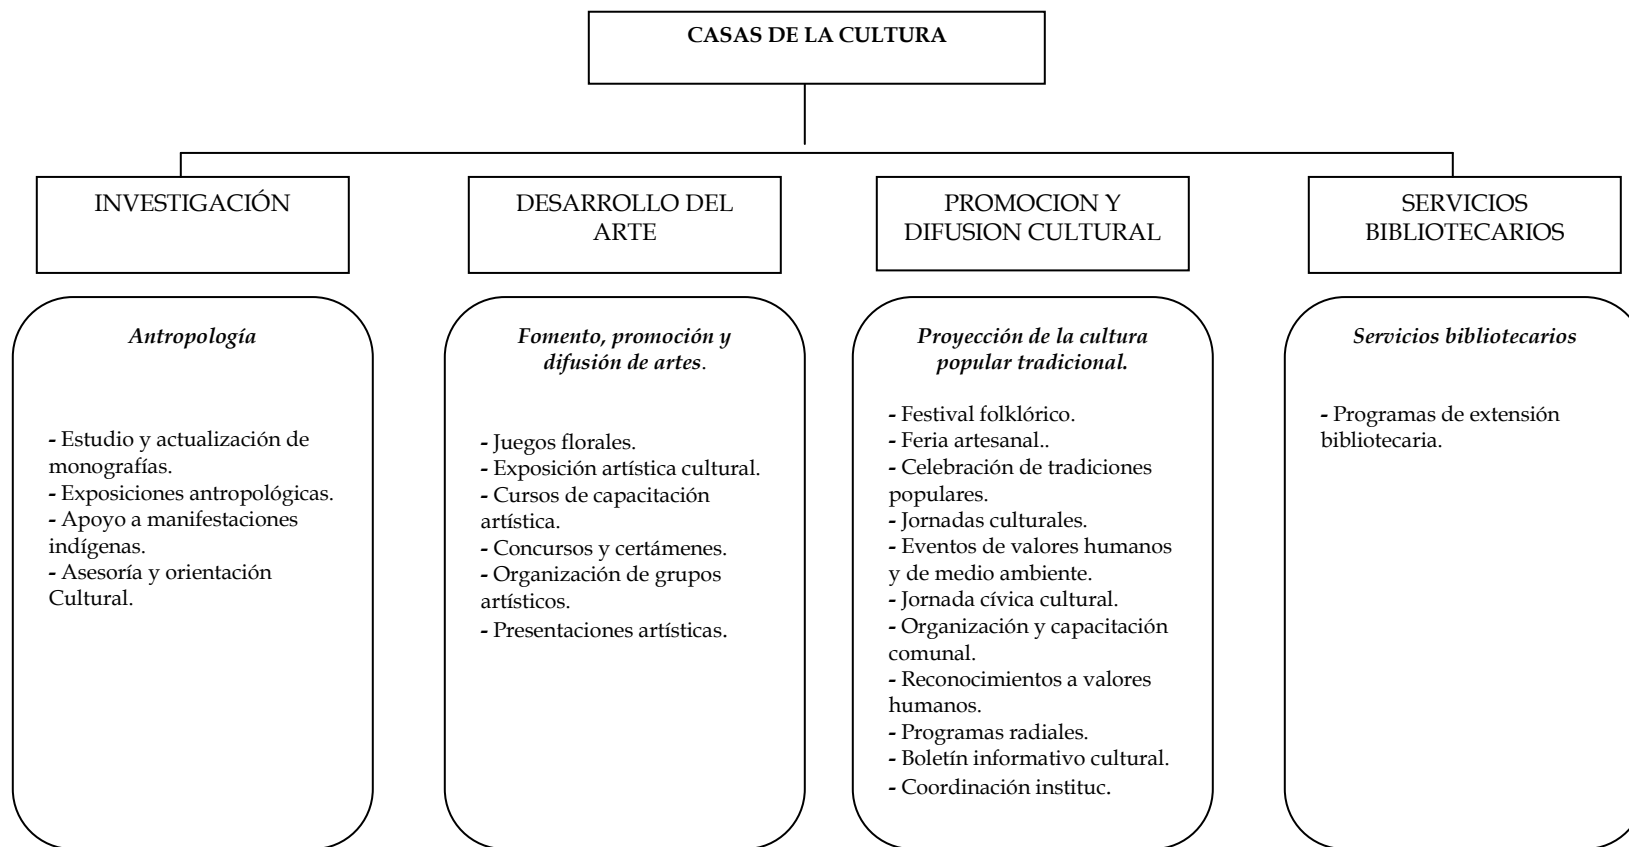 CASAS DE LA CULTURA
INVESTIGACIÓN
DESARROLLO DEL
ARTE
PROMOCION Y
DIFUSION CULTURAL
SERVICIOS
BIBLIOTECARIOS
Antropología
- Estudio y actualización de
monografías.
- Exposiciones antropológicas.
- Apoyo a manifestaciones
indígenas.
- Asesoría y orientación
Cultural.
Fomento, promoción y
difusión de artes.
- Juegos florales.
- Exposición artística cultural.
- Cursos de capacitación
artística.
- Concursos y certámenes.
- Organización de grupos
artísticos.
- Presentaciones artísticas.
Proyección de la cultura
popular tradicional.
- Festival folklórico.
- Feria artesanal..
- Celebración de tradiciones
populares.
- Jornadas culturales.
- Eventos de valores humanos
y de medio ambiente.
- Jornada cívica cultural.
- Organización y capacitación
comunal.
- Reconocimientos a valores
humanos.
- Programas radiales.
- Boletín informativo cultural.
- Coordinación instituc.
Servicios bibliotecarios
- Programas de extensión
bibliotecaria.